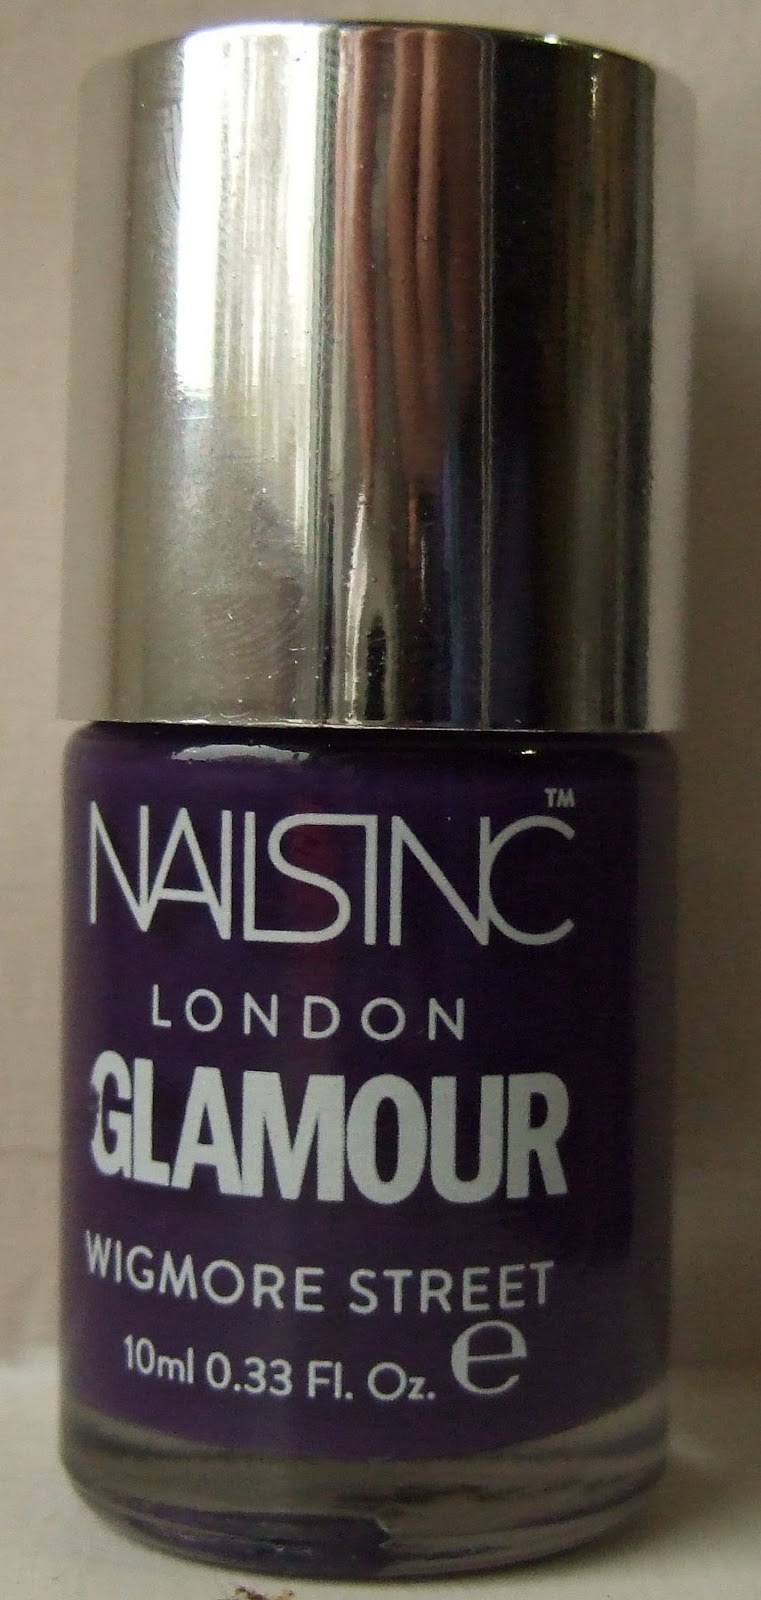 NAILSINC™
LONDON
GLAMOUR
WIGMORE STREET
10ml 0.33 Fl. Oz. ℮